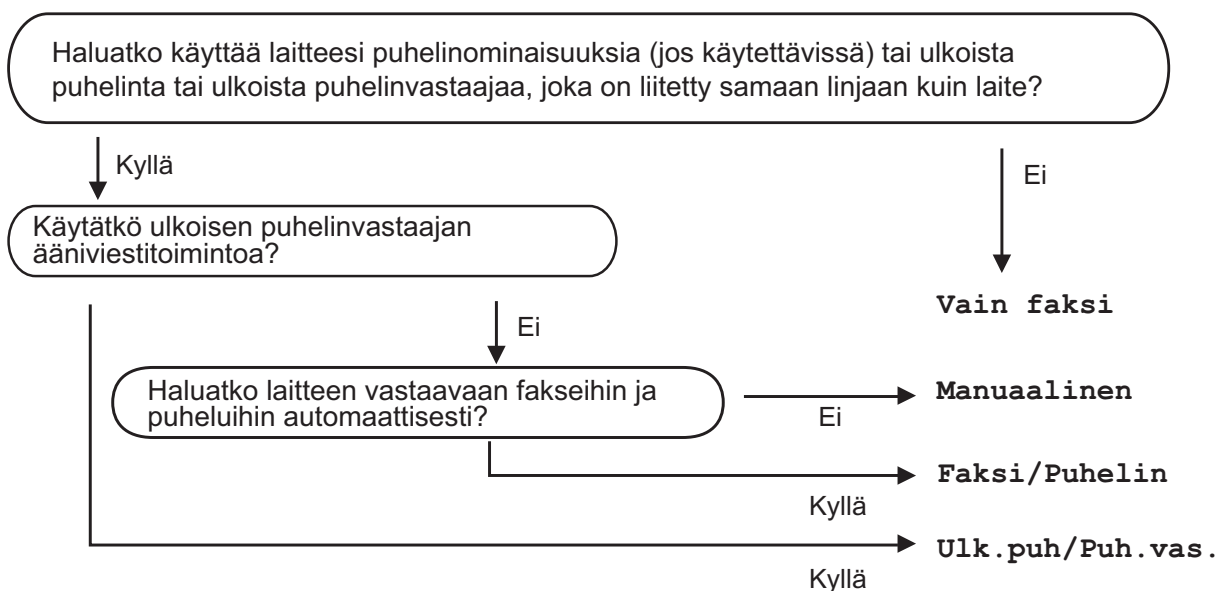 Haluatko käyttää laitteesi puhelinominaisuuksia (jos käytettävissä) tai ulkoista
puhelinta tai ulkoista puhelinvastaajaa, joka on liitetty samaan linjaan kuin laite?
Kyllä
Ei
Käytätkö ulkoisen puhelinvastaajan
ääniviestitoimintoa?
Vain faksi
Ei
Haluatko laitteen vastaavaan fakseihin ja
puheluihin automaattisesti?
Ei
Manuaalinen
Kyllä
Faksi/Puhelin
Kyllä
Ulk.puh/Puh.vas.